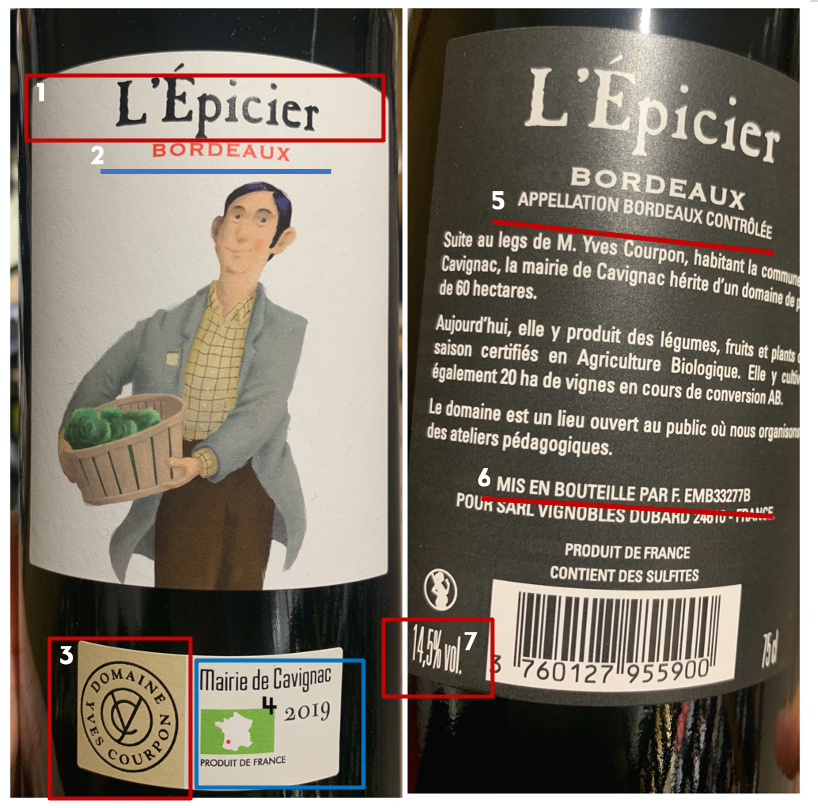 1
L'Épicier
2
BORDEAUX
3
DOMAINE
YVES COURPON
Mairie de Cavignac
4
2019
PRODUIT DE FRANCE
L'Épicier
BORDEAUX
5
APPELLATION BORDEAUX CONTRÔLÉE
Suite au legs de M. Yves Courpon, habitant la commune
Cavignac, la mairie de Cavignac hérite d'un domaine de p
de 60 hectares.
Aujourd'hui, elle y produit des légumes, fruits et plants
saison certifiés en Agriculture Biologique. Elle y cultiv
également 20 ha de vignes en cours de conversion AB.
Le domaine est un lieu ouvert au public où nous organisons
des ateliers pédagogiques.
6
MIS EN BOUTEILLE PAR F. EMB33277B
POUR SARL VIGNOBLES DUBARD 24610 - FRANCE
PRODUIT DE FRANCE
CONTIENT DES SULFITES
7
14,5% vol.
3 760127 955900
75cl